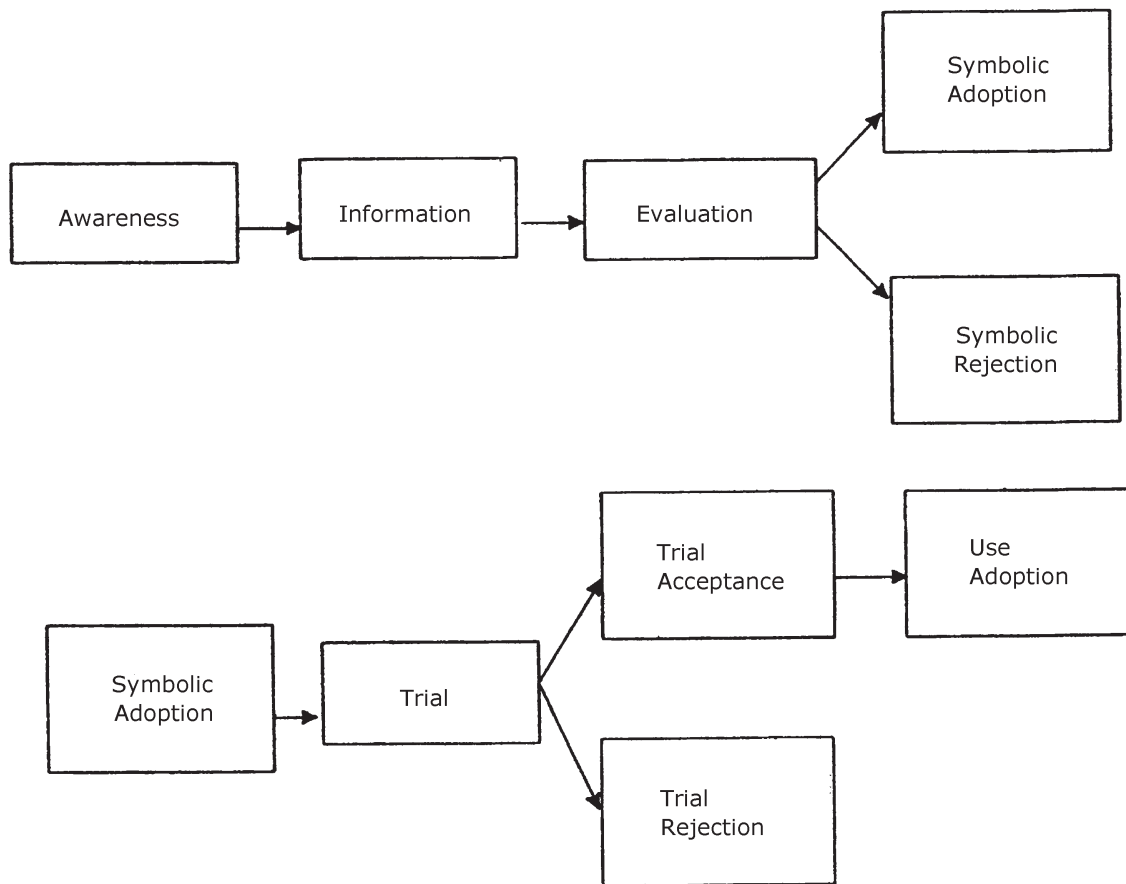 Awareness
Information
Evaluation
Symbolic
Adoption
Symbolic
Rejection
Symbolic
Adoption
Trial
Trial
Acceptance
Use
Adoption
Trial
Rejection